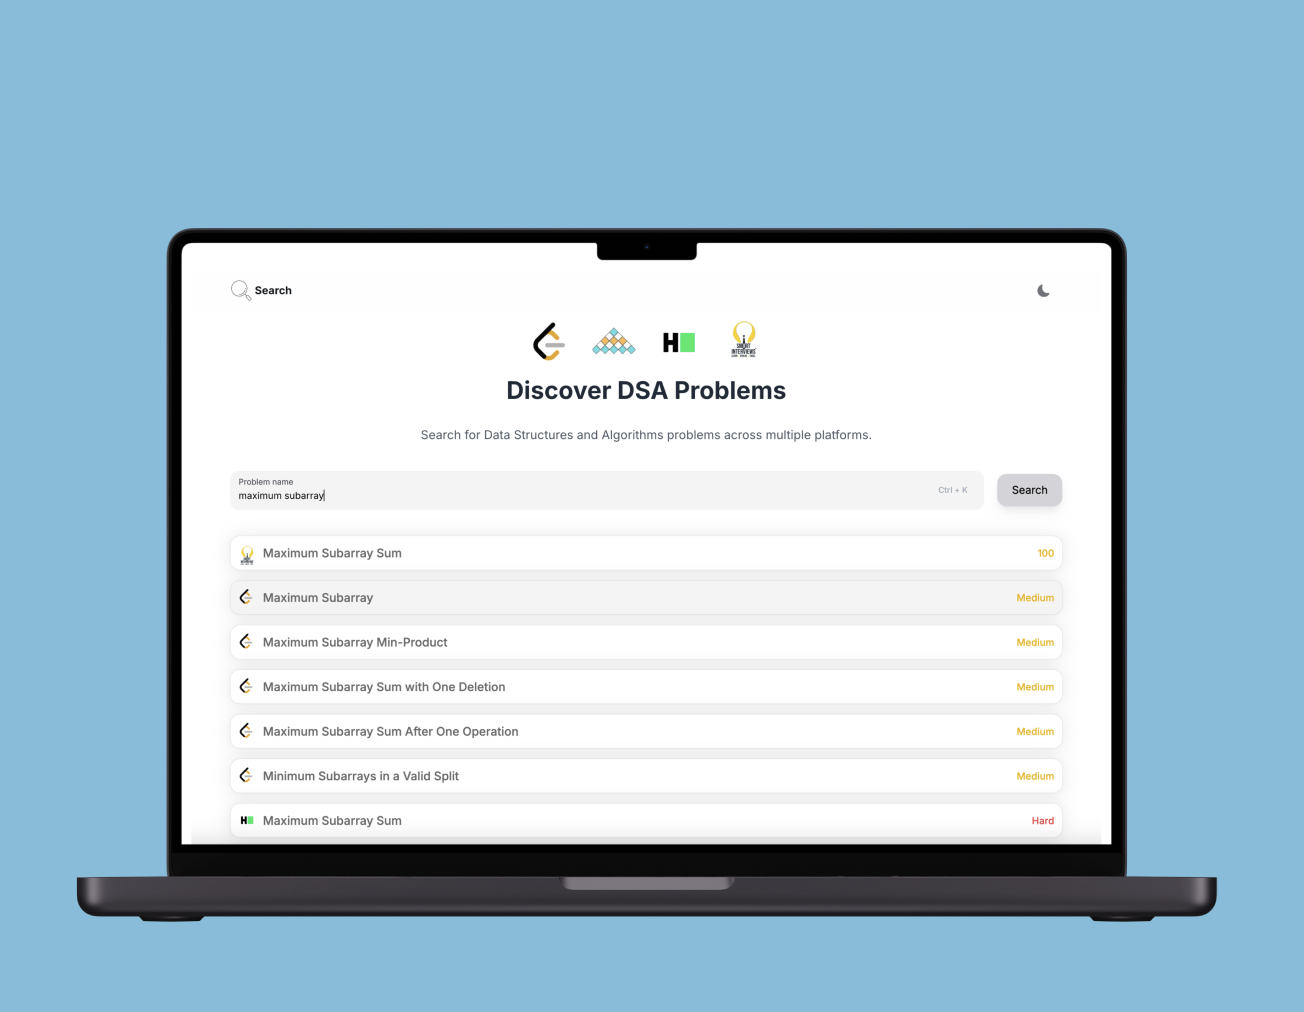 Search
H
SMART
INTERVIEWS
Discover DSA Problems
Search for Data Structures and Algorithms problems across multiple platforms.
Problem name
maximum subarray
Ctrl + K
Search
Maximum Subarray Sum
100
Maximum Subarray
Medium
Maximum Subarray Min-Product
Medium
Maximum Subarray Sum with One Deletion
Medium
Maximum Subarray Sum After One Operation
Medium
Minimum Subarrays in a Valid Split
Medium
H
Maximum Subarray Sum
Hard